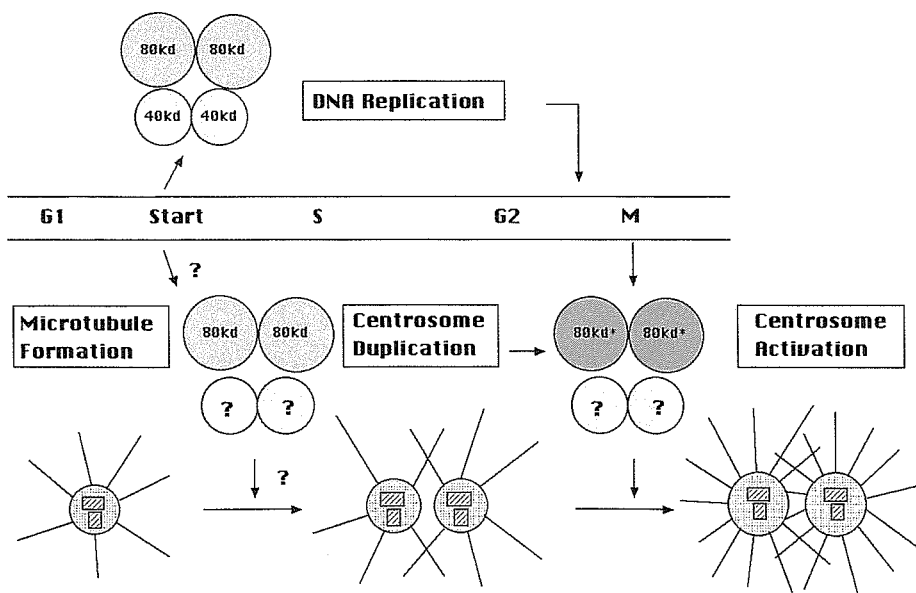 80kd 80kd
40kd 40kd
DNA Replication
G1 Start S G2 M
?
Microtubule
Formation
80kd 80kd
Centrosome
Duplication
80kd* 80kd*
Centrosome
Activation
? ?
? ?
?